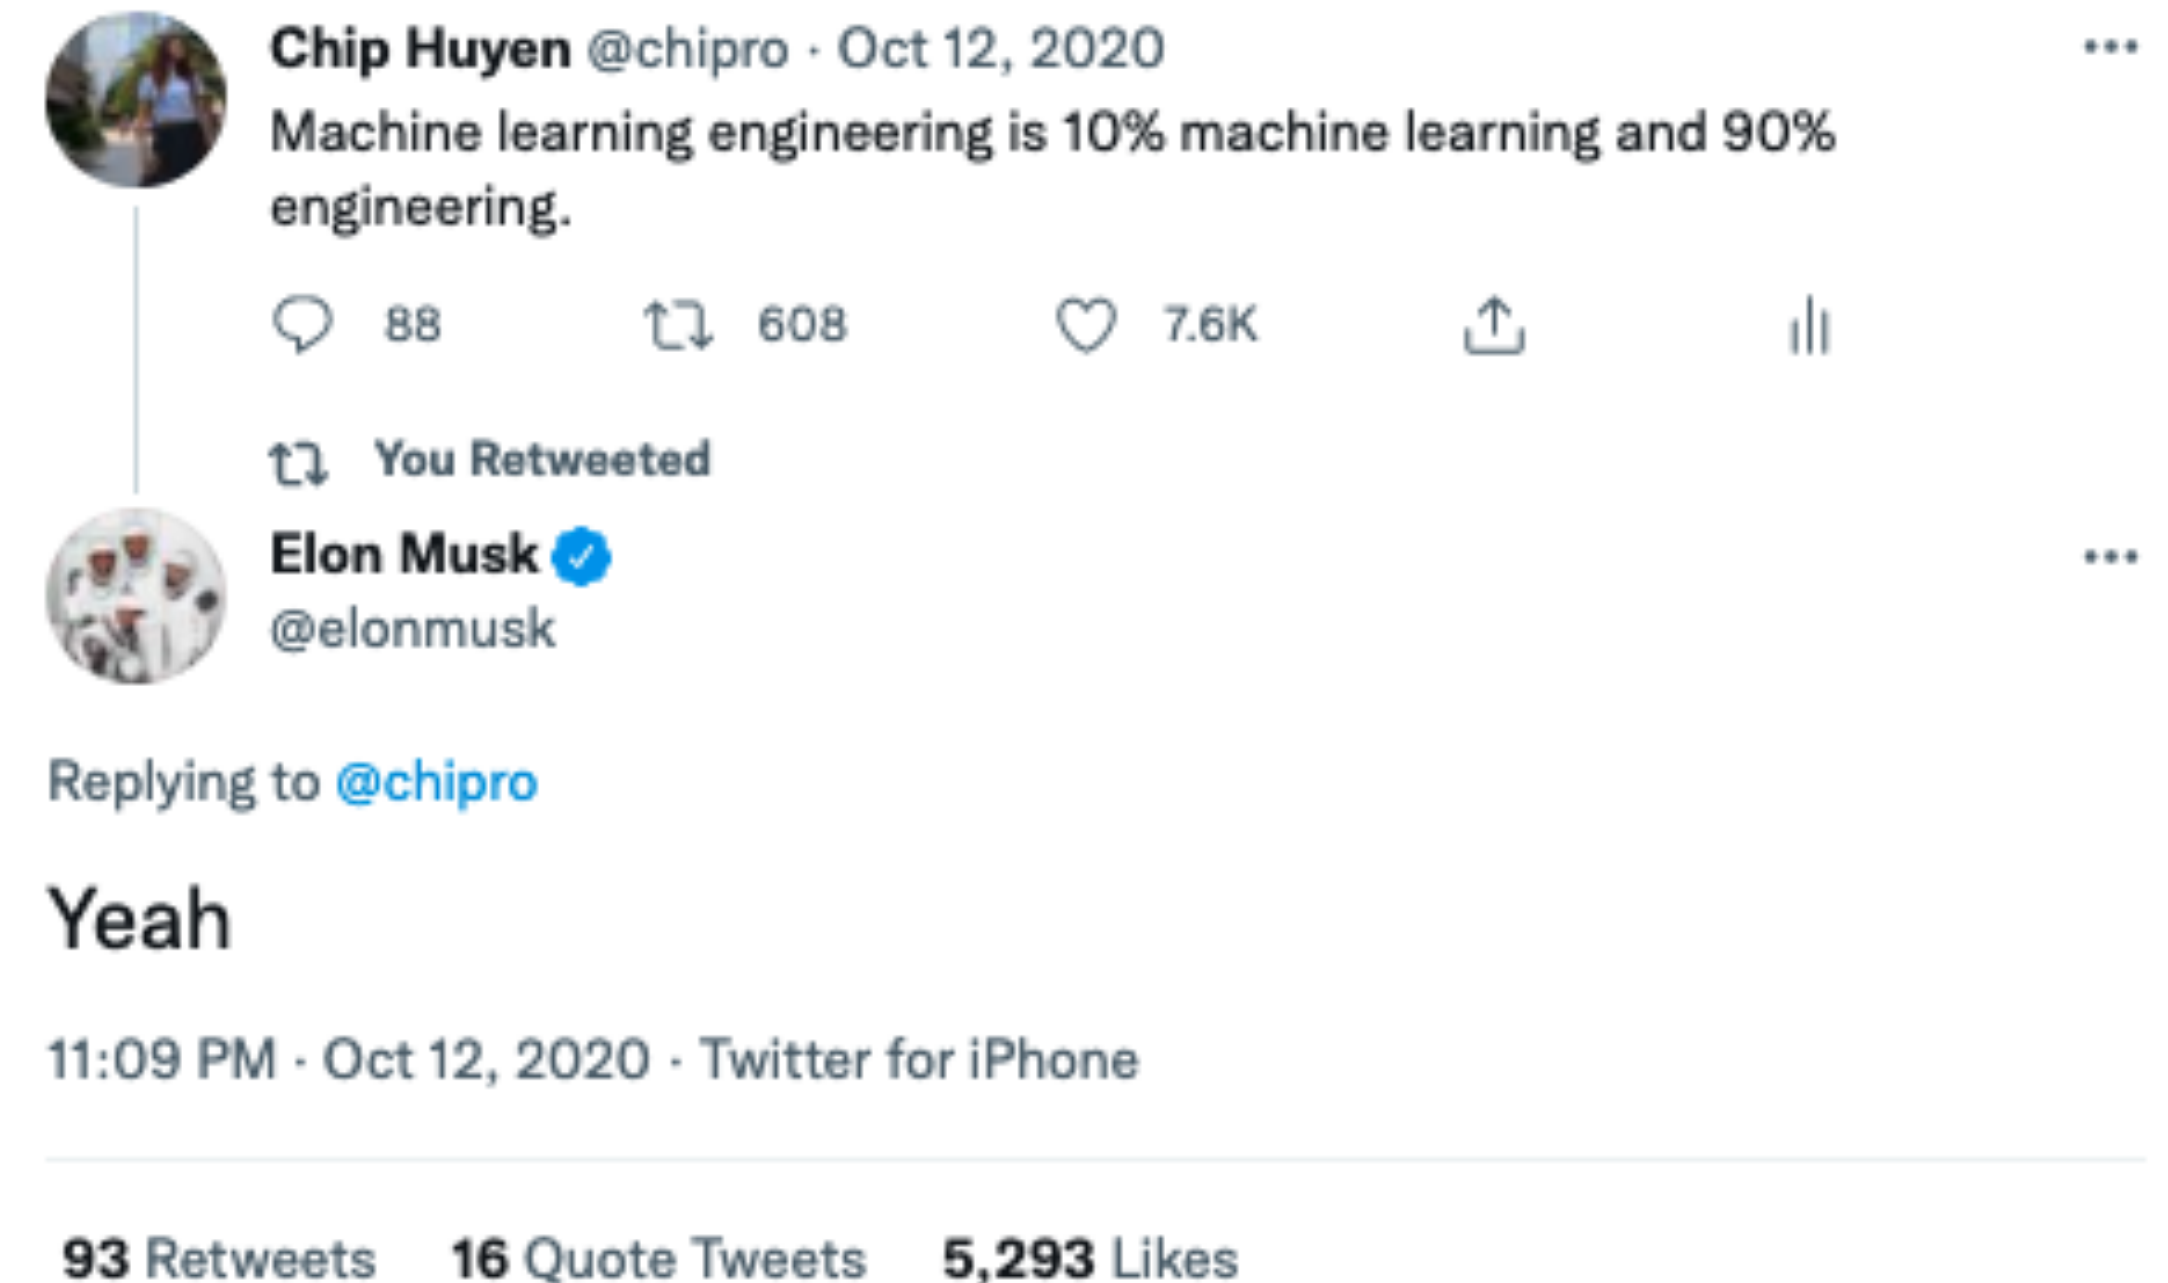 Chip Huyen @chipro · Oct 12, 2020
Machine learning engineering is 10% machine learning and 90%
engineering.
88 608 7.6K
You Retweeted
Elon Musk
@elonmusk
Replying to @chipro
Yeah
11:09 PM · Oct 12, 2020 · Twitter for iPhone
93 Retweets 16 Quote Tweets 5,293 Likes